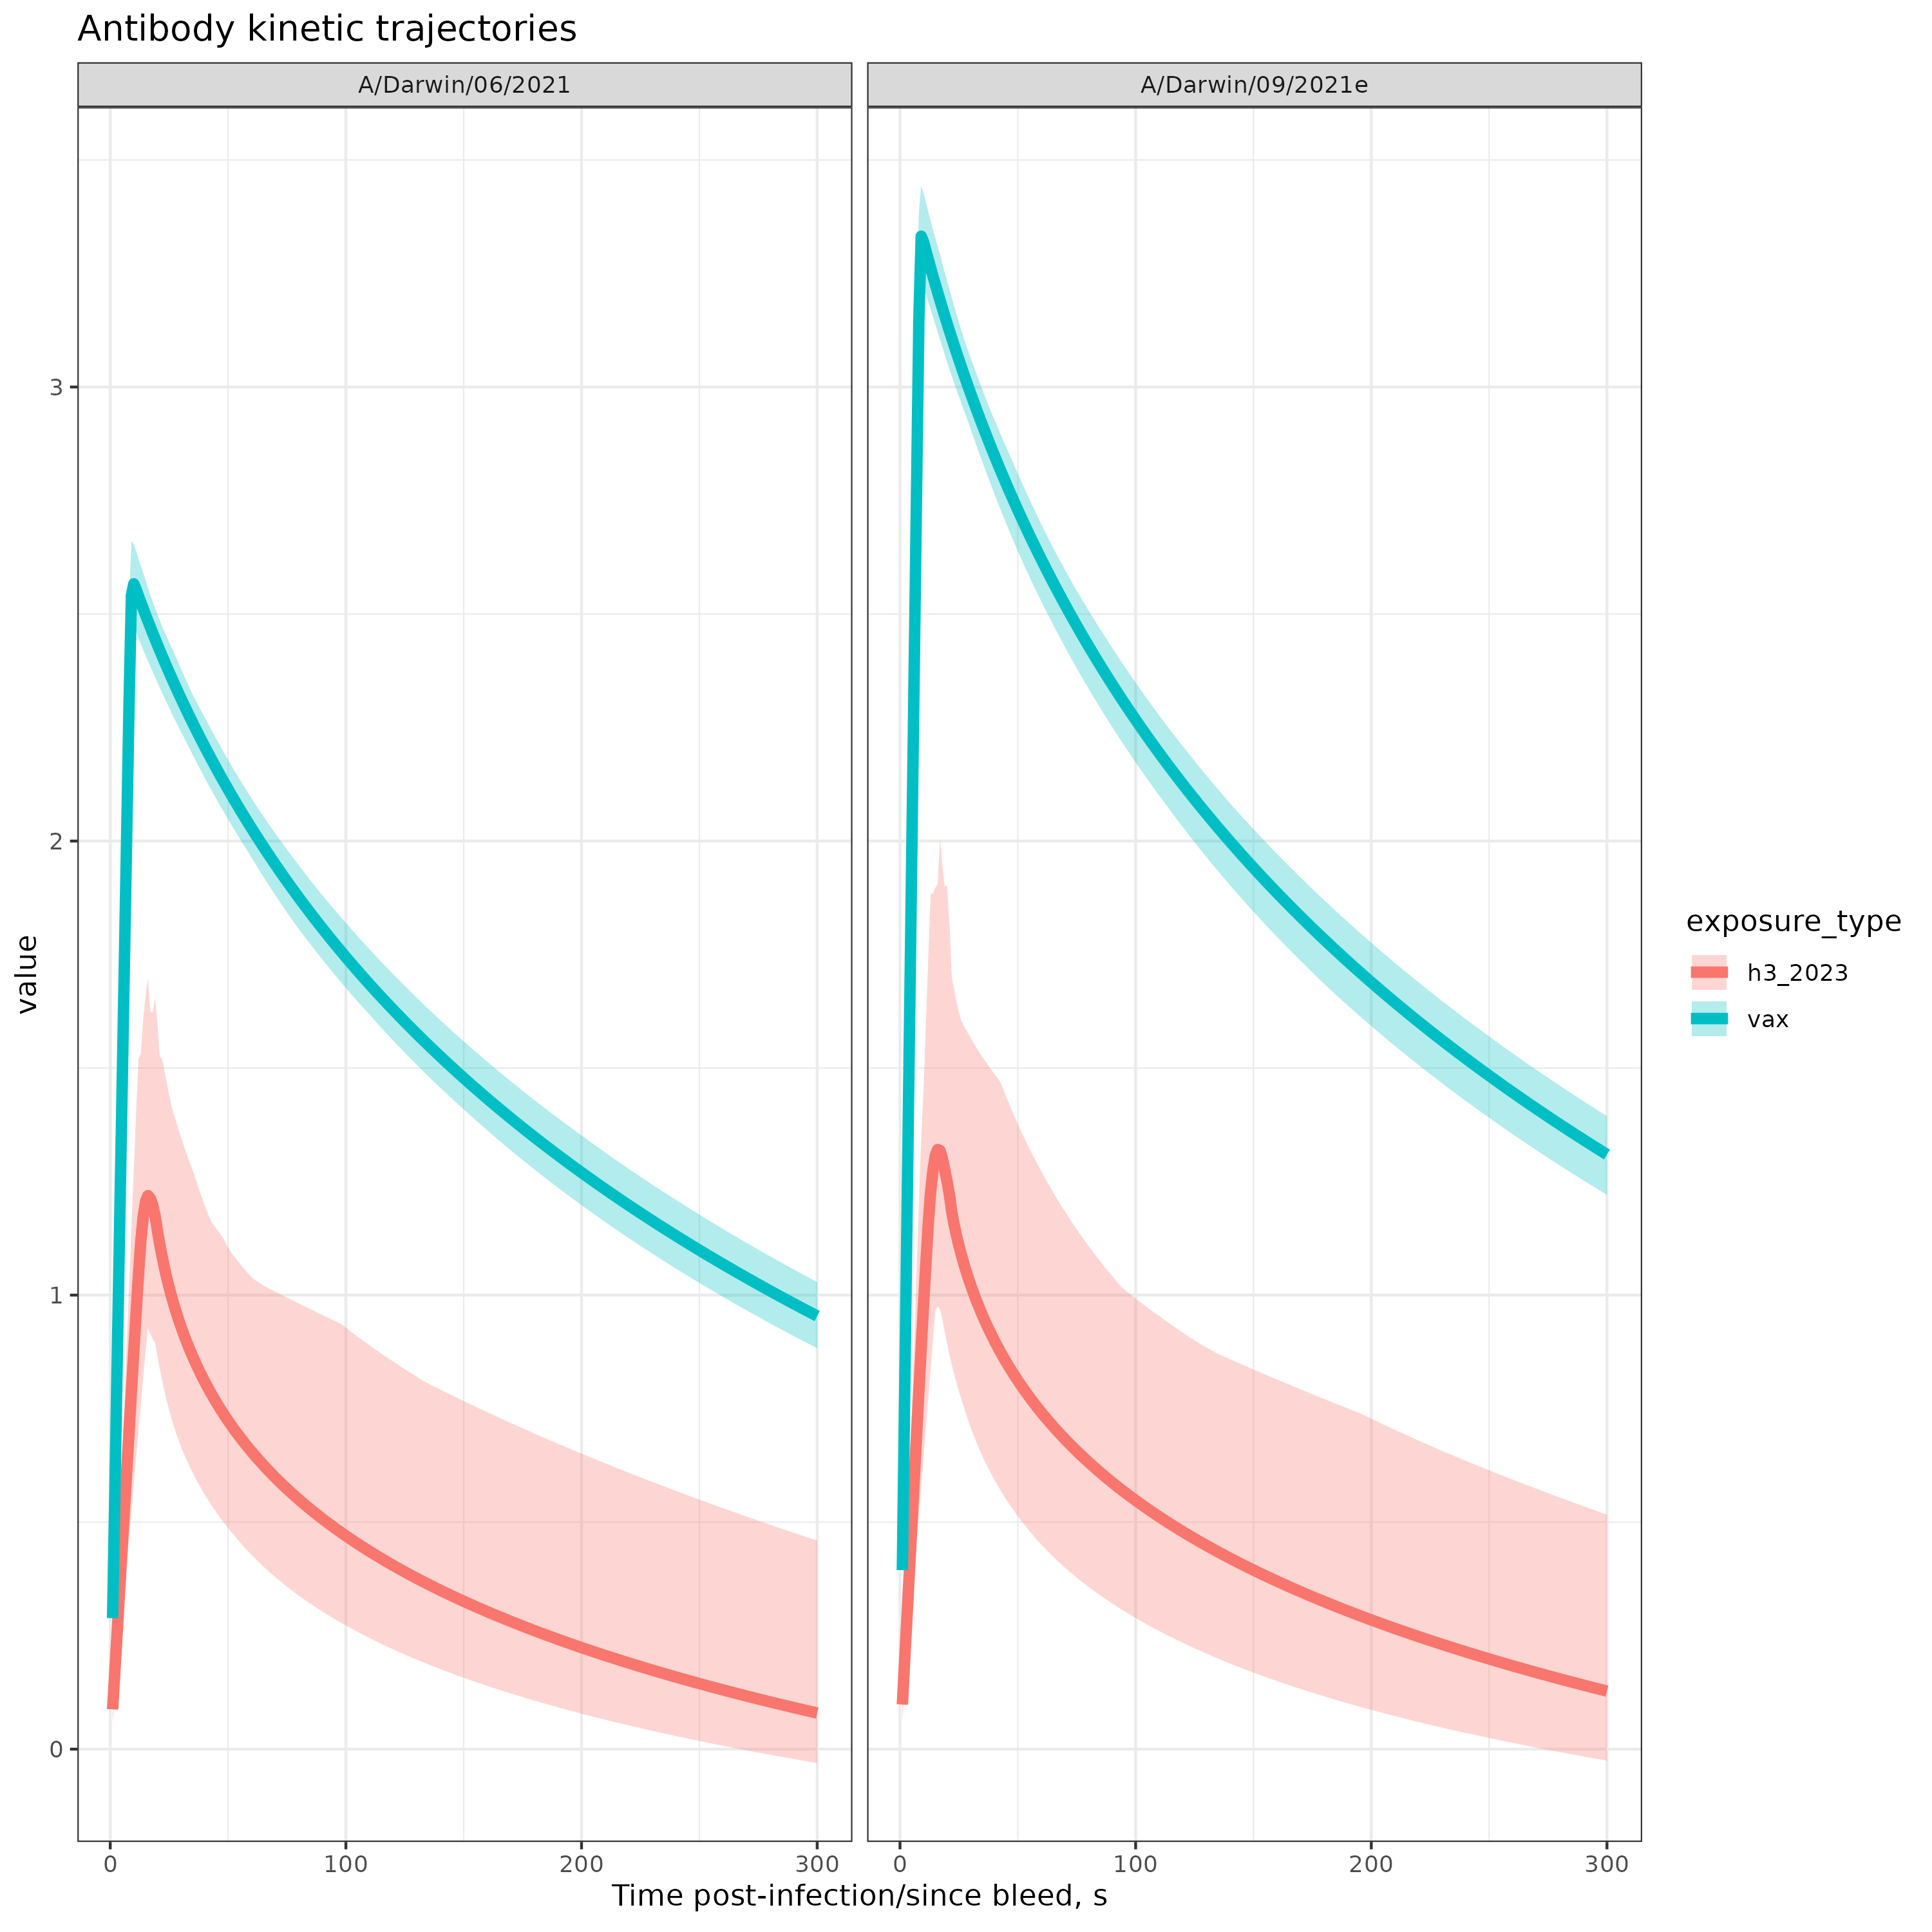 Antibody kinetic trajectories
A/Darwin/06/2021
A/Darwin/09/2021e
3
2
1
0
value
0
100
200
300
0
100
200
300
Time post-infection/since bleed, s
exposure_type
h3_2023
vax